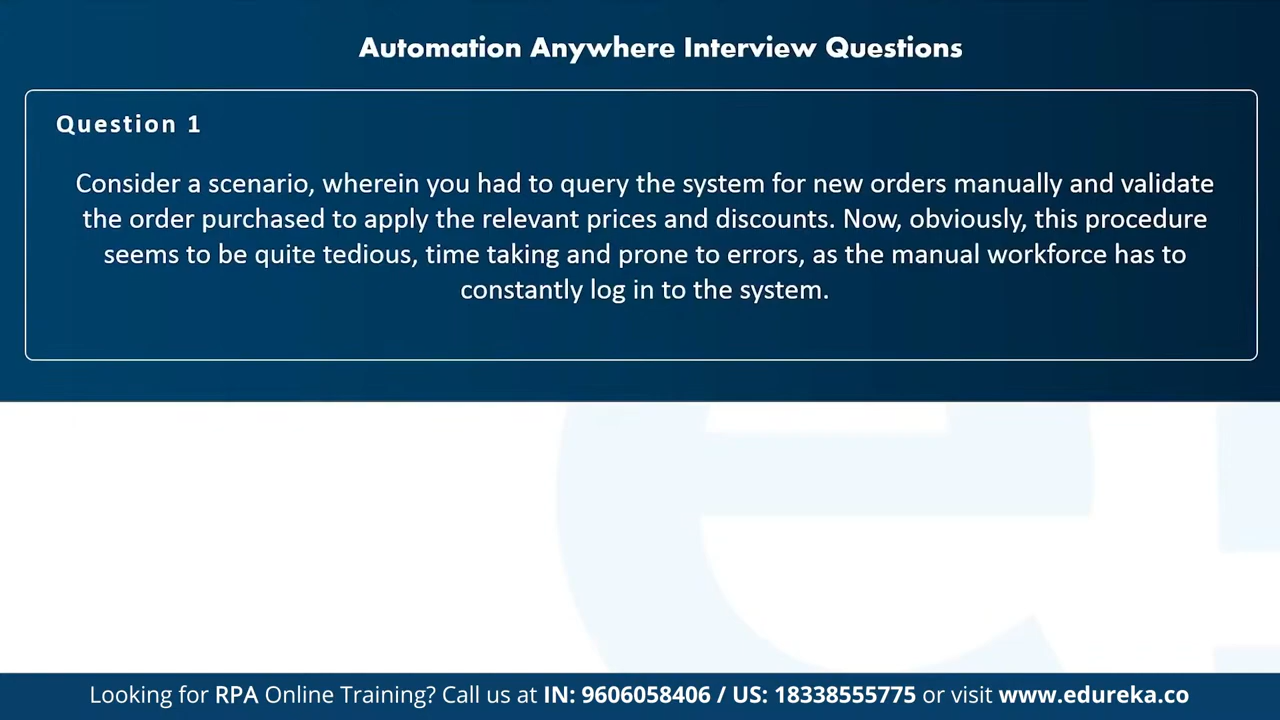 Automation Anywhere Interview Questions
Question 1
Consider a scenario, wherein you had to query the system for new orders manually and validate
the order purchased to apply the relevant prices and discounts. Now, obviously, this procedure
seems to be quite tedious, time taking and prone to errors, as the manual workforce has to
constantly log in to the system.
Looking for RPA Online Training? Call us at IN: 9606058406 / US: 18338555775 or visit www.edureka.co